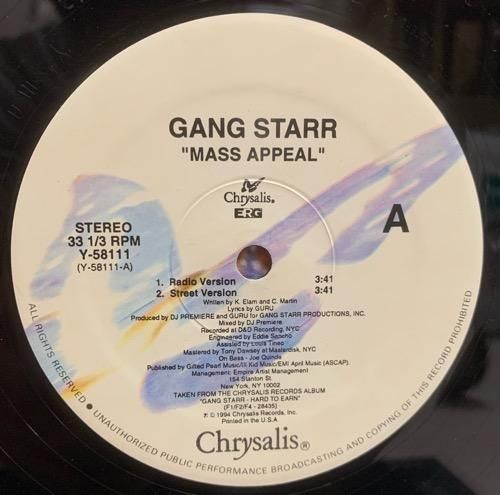 GANG STARR
"MASS APPEAL"
Chrysalis®
ERG
STEREO
33 1/3 RPM
Y-58111
(Y-58111-A)
A
1. Radio Version 3:41
2. Street Version 3:41
Written by K. Elam and C. Martin
Lyrics by GURU
Produced by DJ PREMIERE and GURU for GANG STARR PRODUCTIONS, INC.
Mixed by DJ Premiere
Recorded at D&D Recording, NYC
Engineered by Eddie Sancho
Assisted by Louis Tineo
Mastered by Tony Dawsey at Masterdisk, NYC
On Bass - Joe Quinde
Published by Gifted Pearl Music/Ill Kid Music/EMI April Music (ASCAP).
Management: Empire Artist Management
154 Stanton St.
New York, NY 10002
TAKEN FROM THE CHRYSALIS RECORDS ALBUM
"GANG STARR - HARD TO EARN"
(F1/F2/F4 - 28435)
℗ © 1994 Chrysalis Records, Inc.
Printed in the U.S.A
Chrysalis®
ALL RIGHTS RESERVED • UNAUTHORIZED PUBLIC PERFORMANCE BROADCASTING AND COPYING OF THIS RECORD PROHIBITED